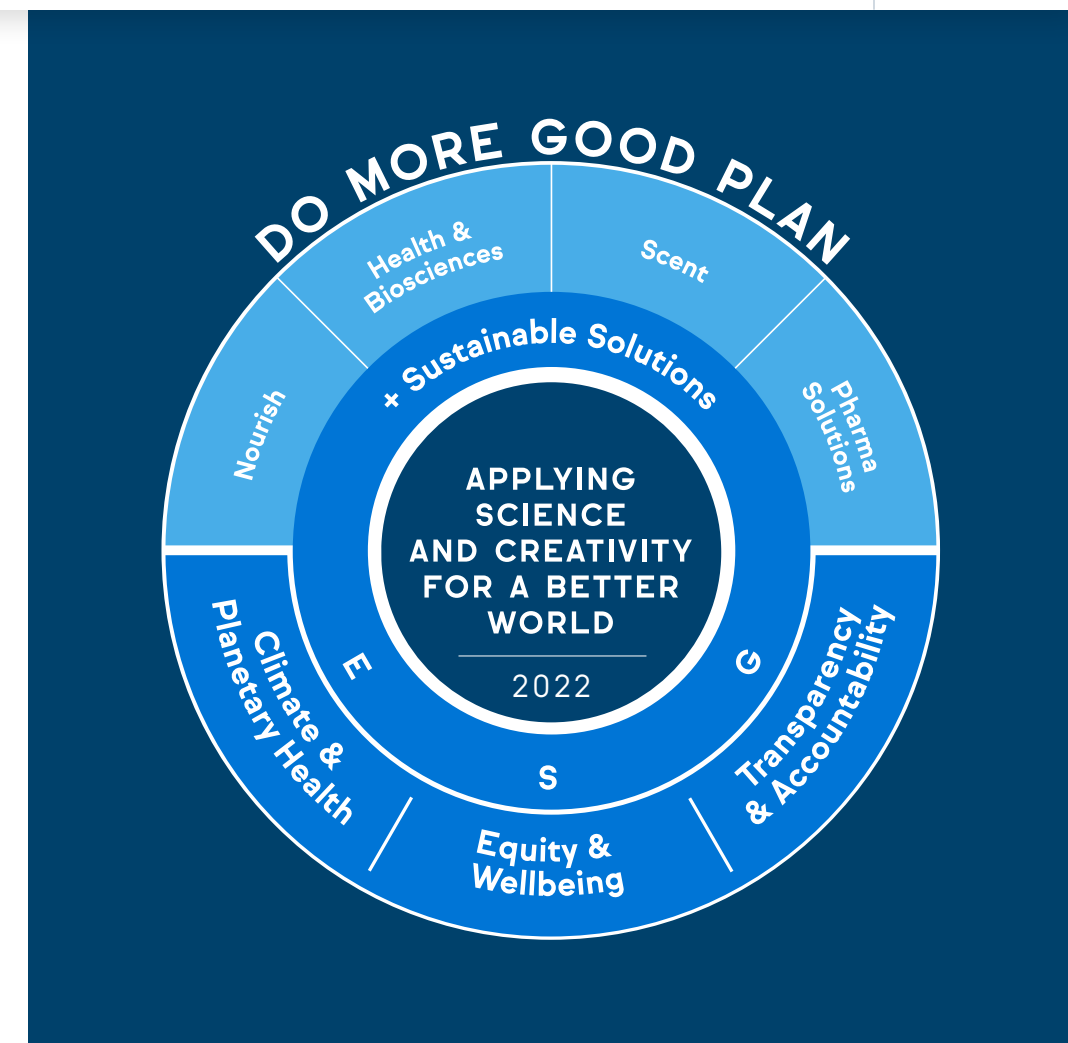 DO MORE GOOD PLAN
Nourish
Health &
Biosciences
Scent
Pharma
Solutions
+ Sustainable Solutions
APPLYING
SCIENCE
AND CREATIVITY
FOR A BETTER
WORLD
2022
E
S
G
Climate &
Planetary Health
Equity &
Wellbeing
Transparency
& Accountability